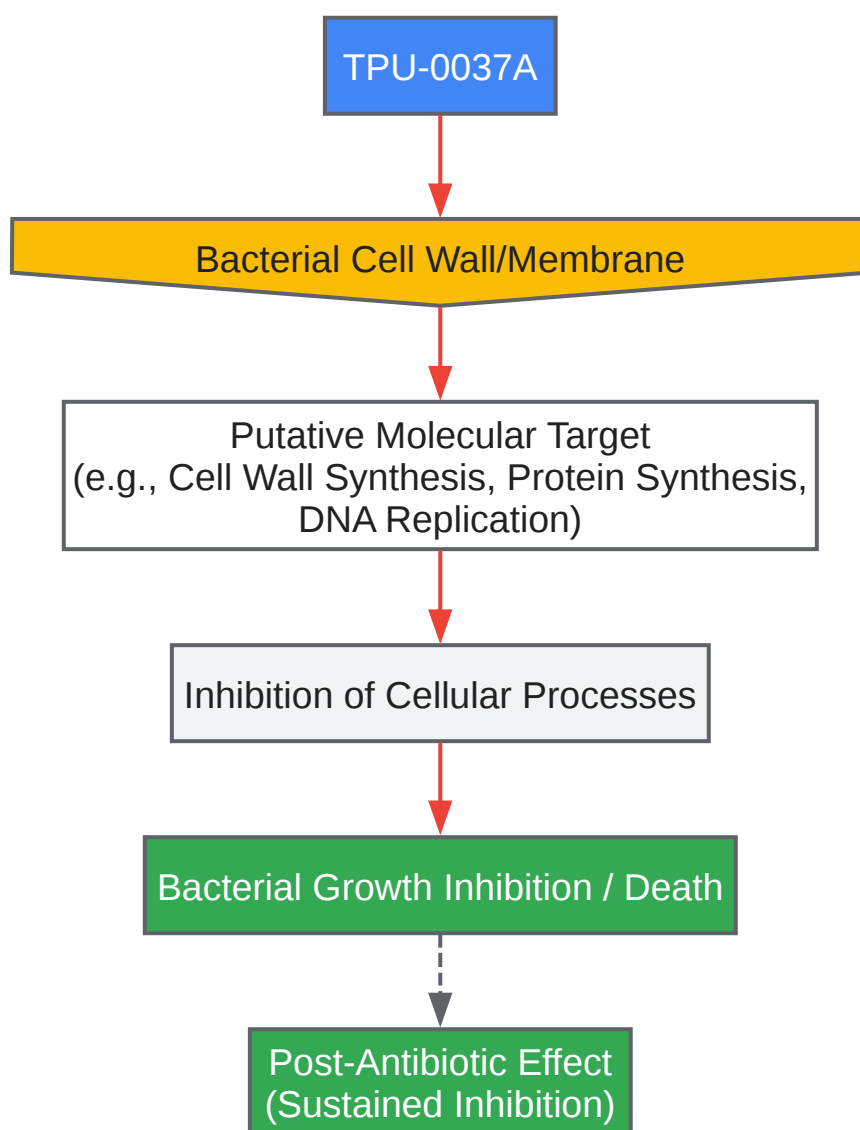 TPU-0037A
Bacterial Cell Wall/Membrane
Putative Molecular Target
(e.g., Cell Wall Synthesis, Protein Synthesis,
DNA Replication)
Inhibition of Cellular Processes
Bacterial Growth Inhibition / Death
Post-Antibiotic Effect
(Sustained Inhibition)